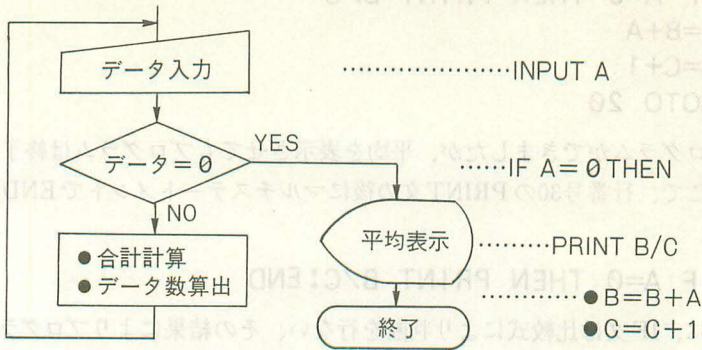 データ入力
…………………INPUT A
データ=0
YES
……IF A=0 THEN
NO
●合計計算
●データ数算出
平均表示
………PRINT B/C
………●B=B+A
●C=C+1
終了